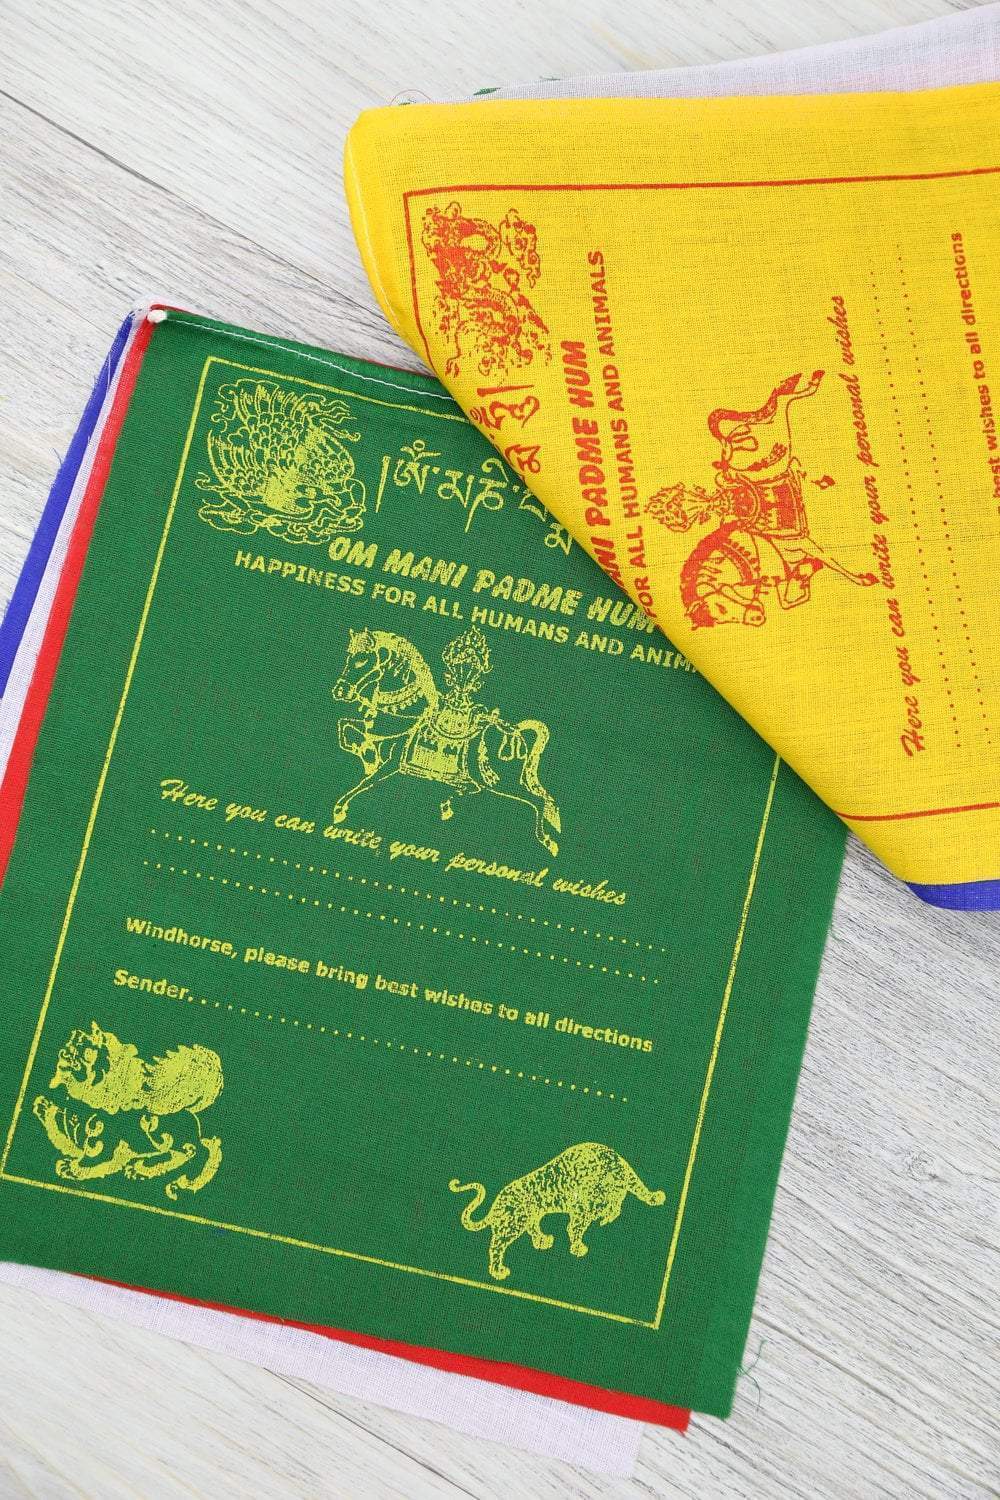 །ༀ་མ་ཎི་
OM MANI PADME HUM
HAPPINESS FOR ALL HUMANS AND ANIM
Here you can write your personal wishes
Windhorse, please bring best wishes to all directions
Sender
PADME HUM
FOR ALL HUMANS AND ANIMALS
Here you can write your personal wishes
best wishes to all directions